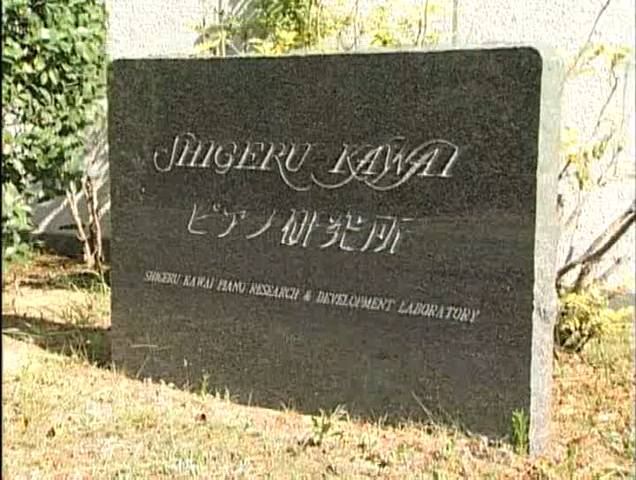 SHIGERU KAWAI
ピアノ研究所
SHIGERU KAWAI PIANO RESEARCH & DEVELOPMENT LABORATORY